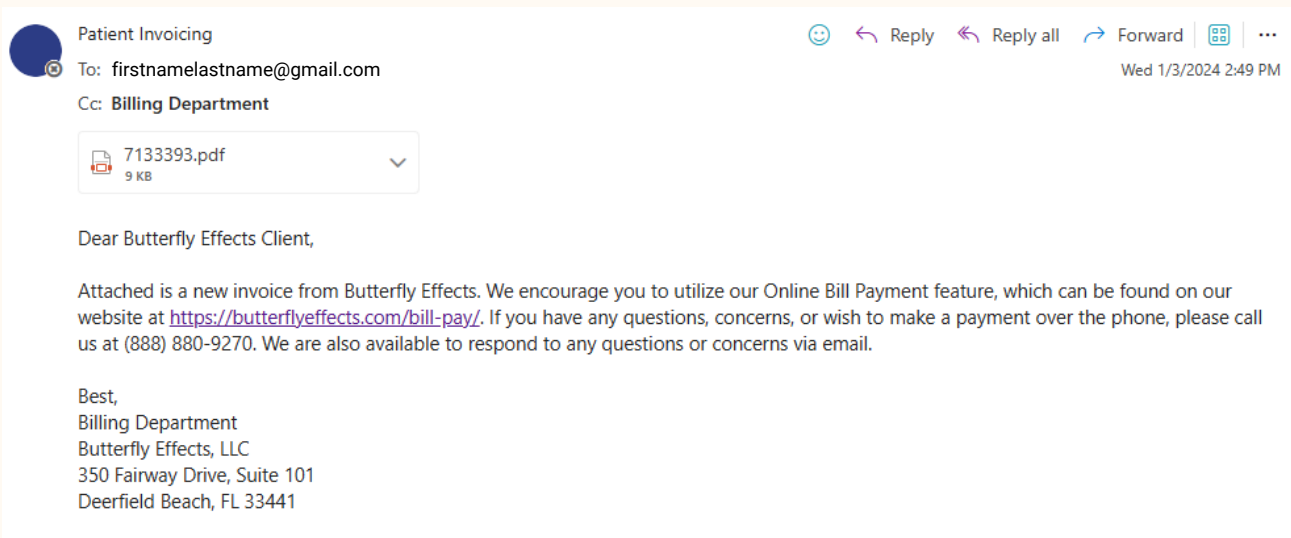 Patient Invoicing
Reply Reply all Forward
To: firstnamelastname@gmail.com
Wed 1/3/2024 2:49 PM
Cc: Billing Department
7133393.pdf
9 KB
Dear Butterfly Effects Client,
Attached is a new invoice from Butterfly Effects. We encourage you to utilize our Online Bill Payment feature, which can be found on our
website at https://butterflyeffects.com/bill-pay/. If you have any questions, concerns, or wish to make a payment over the phone, please call
us at (888) 880-9270. We are also available to respond to any questions or concerns via email.
Best,
Billing Department
Butterfly Effects, LLC
350 Fairway Drive, Suite 101
Deerfield Beach, FL 33441